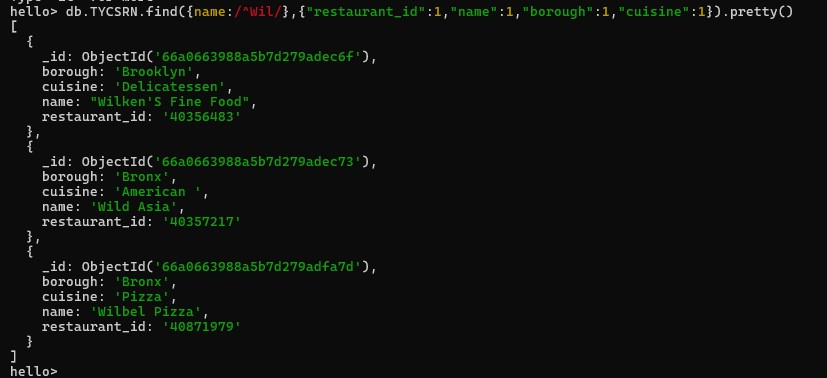 hello> db.TYCSRN.find({name:/^Wil/},{"restaurant_id":1,"name":1,"borough":1,"cuisine":1}).pretty()
[
  {
    _id: ObjectId('66a0663988a5b7d279adec6f'),
    borough: 'Brooklyn',
    cuisine: 'Delicatessen',
    name: "Wilken'S Fine Food",
    restaurant_id: '40356483'
  },
  {
    _id: ObjectId('66a0663988a5b7d279adec73'),
    borough: 'Bronx',
    cuisine: 'American ',
    name: 'Wild Asia',
    restaurant_id: '40357217'
  },
  {
    _id: ObjectId('66a0663988a5b7d279adfa7d'),
    borough: 'Bronx',
    cuisine: 'Pizza',
    name: 'Wilbel Pizza',
    restaurant_id: '40871979'
  }
]
hello>